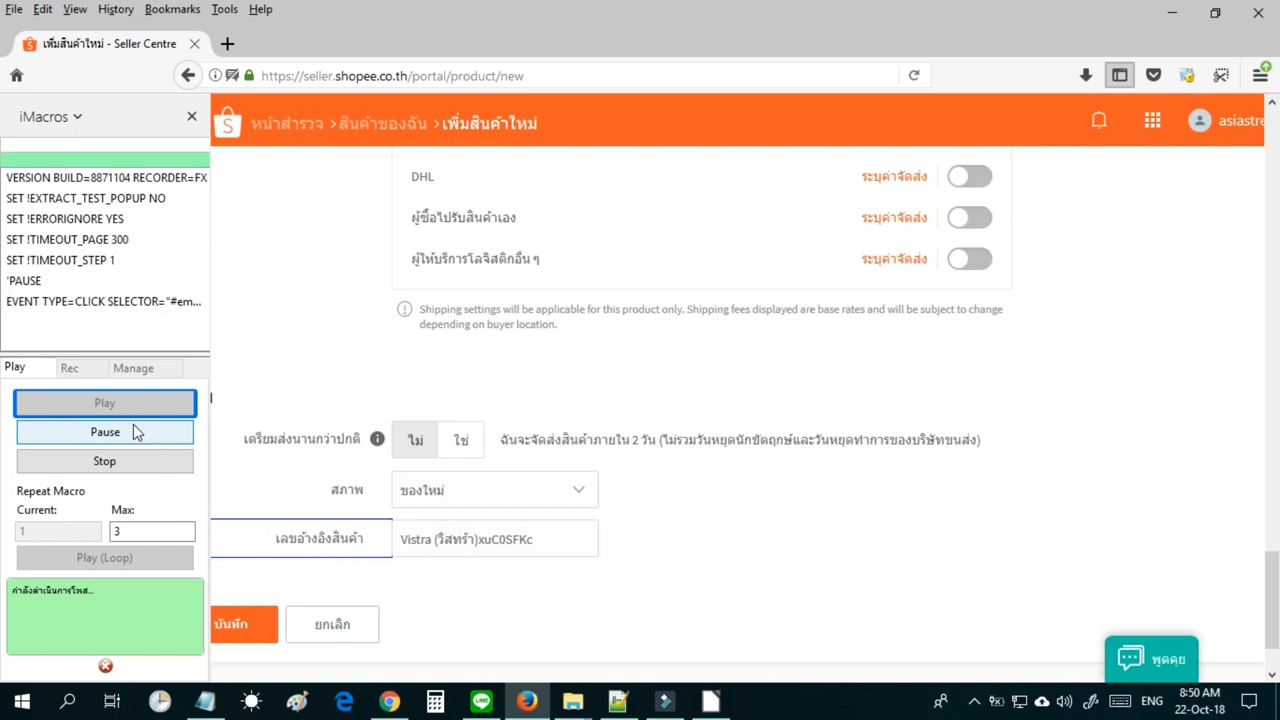 File Edit View History Bookmarks Tools Help
เพิ่มสินค้าใหม่ - Seller Centre
https://seller.shopee.co.th/portal/product/new
iMacros
หน้าสำรวจ › สินค้าของฉัน › เพิ่มสินค้าใหม่
asiastre
VERSION BUILD=8871104 RECORDER=FX
SET !EXTRACT_TEST_POPUP NO
SET !ERRORIGNORE YES
SET !TIMEOUT_PAGE 300
SET !TIMEOUT_STEP 1
'PAUSE
EVENT TYPE=CLICK SELECTOR="#em...
DHL ระบุค่าจัดส่ง
ผู้ซื้อไปรับสินค้าเอง ระบุค่าจัดส่ง
ผู้ให้บริการโลจิสติกอื่น ๆ ระบุค่าจัดส่ง
Shipping settings will be applicable for this product only. Shipping fees displayed are base rates and will be subject to change
depending on buyer location.
Play Rec Manage
Play
Pause
Stop
Repeat Macro
Current: Max:
1 3
Play (Loop)
กำลังดำเนินการโพส...
เตรียมส่งนานกว่าปกติ ไม่ ใช่ ฉันจะจัดส่งสินค้าภายใน 2 วัน (ไม่รวมวันหยุดนักขัตฤกษ์และวันหยุดทำการของบริษัทขนส่ง)
สภาพ ของใหม่
เลขอ้างอิงสินค้า Vistra (วิสทร้า)xuC0SFKc
บันทึก ยกเลิก
พูดคุย
ENG 8:50 AM
22-Oct-18